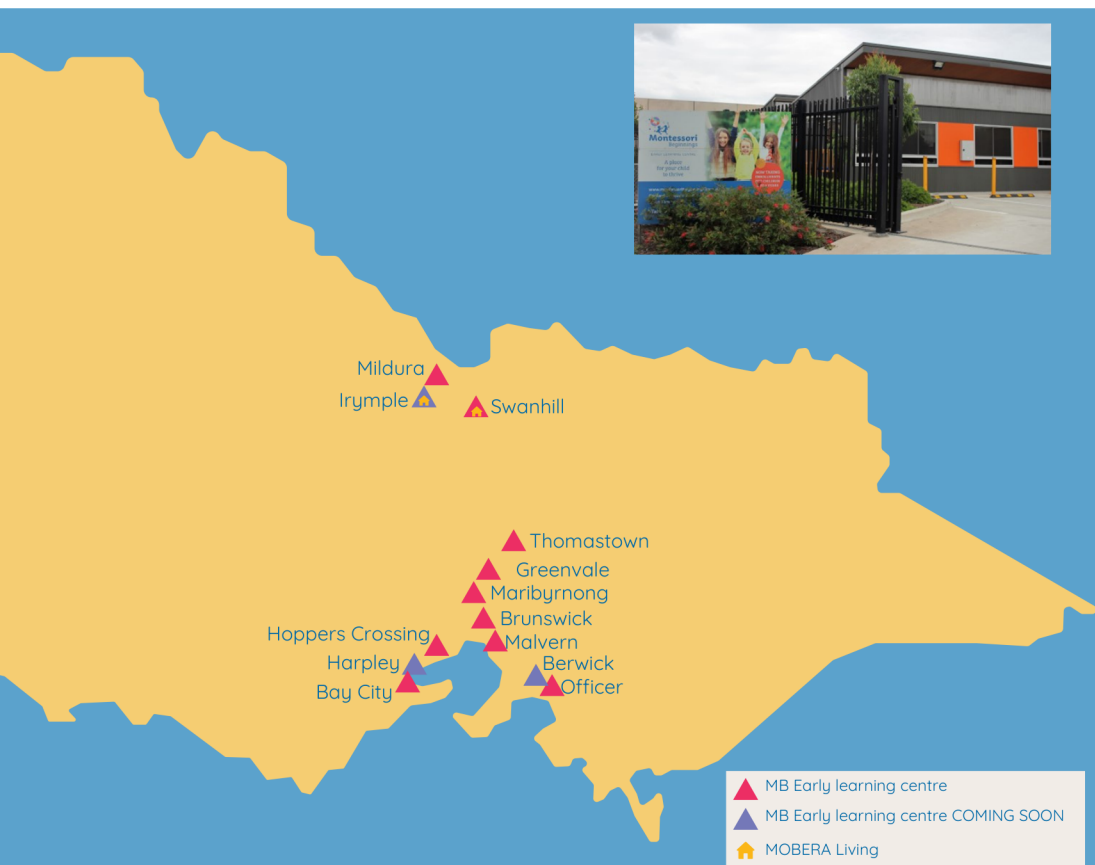 Montessori
Beginnings
A place
for your child
to thrive
Mildura
Irymple
Swanhill
Thomastown
Greenvale
Maribyrnong
Brunswick
Hoppers Crossing
Malvern
Harpley
Berwick
Bay City
Officer
MB Early learning centre
MB Early learning centre COMING SOON
MOBERA Living